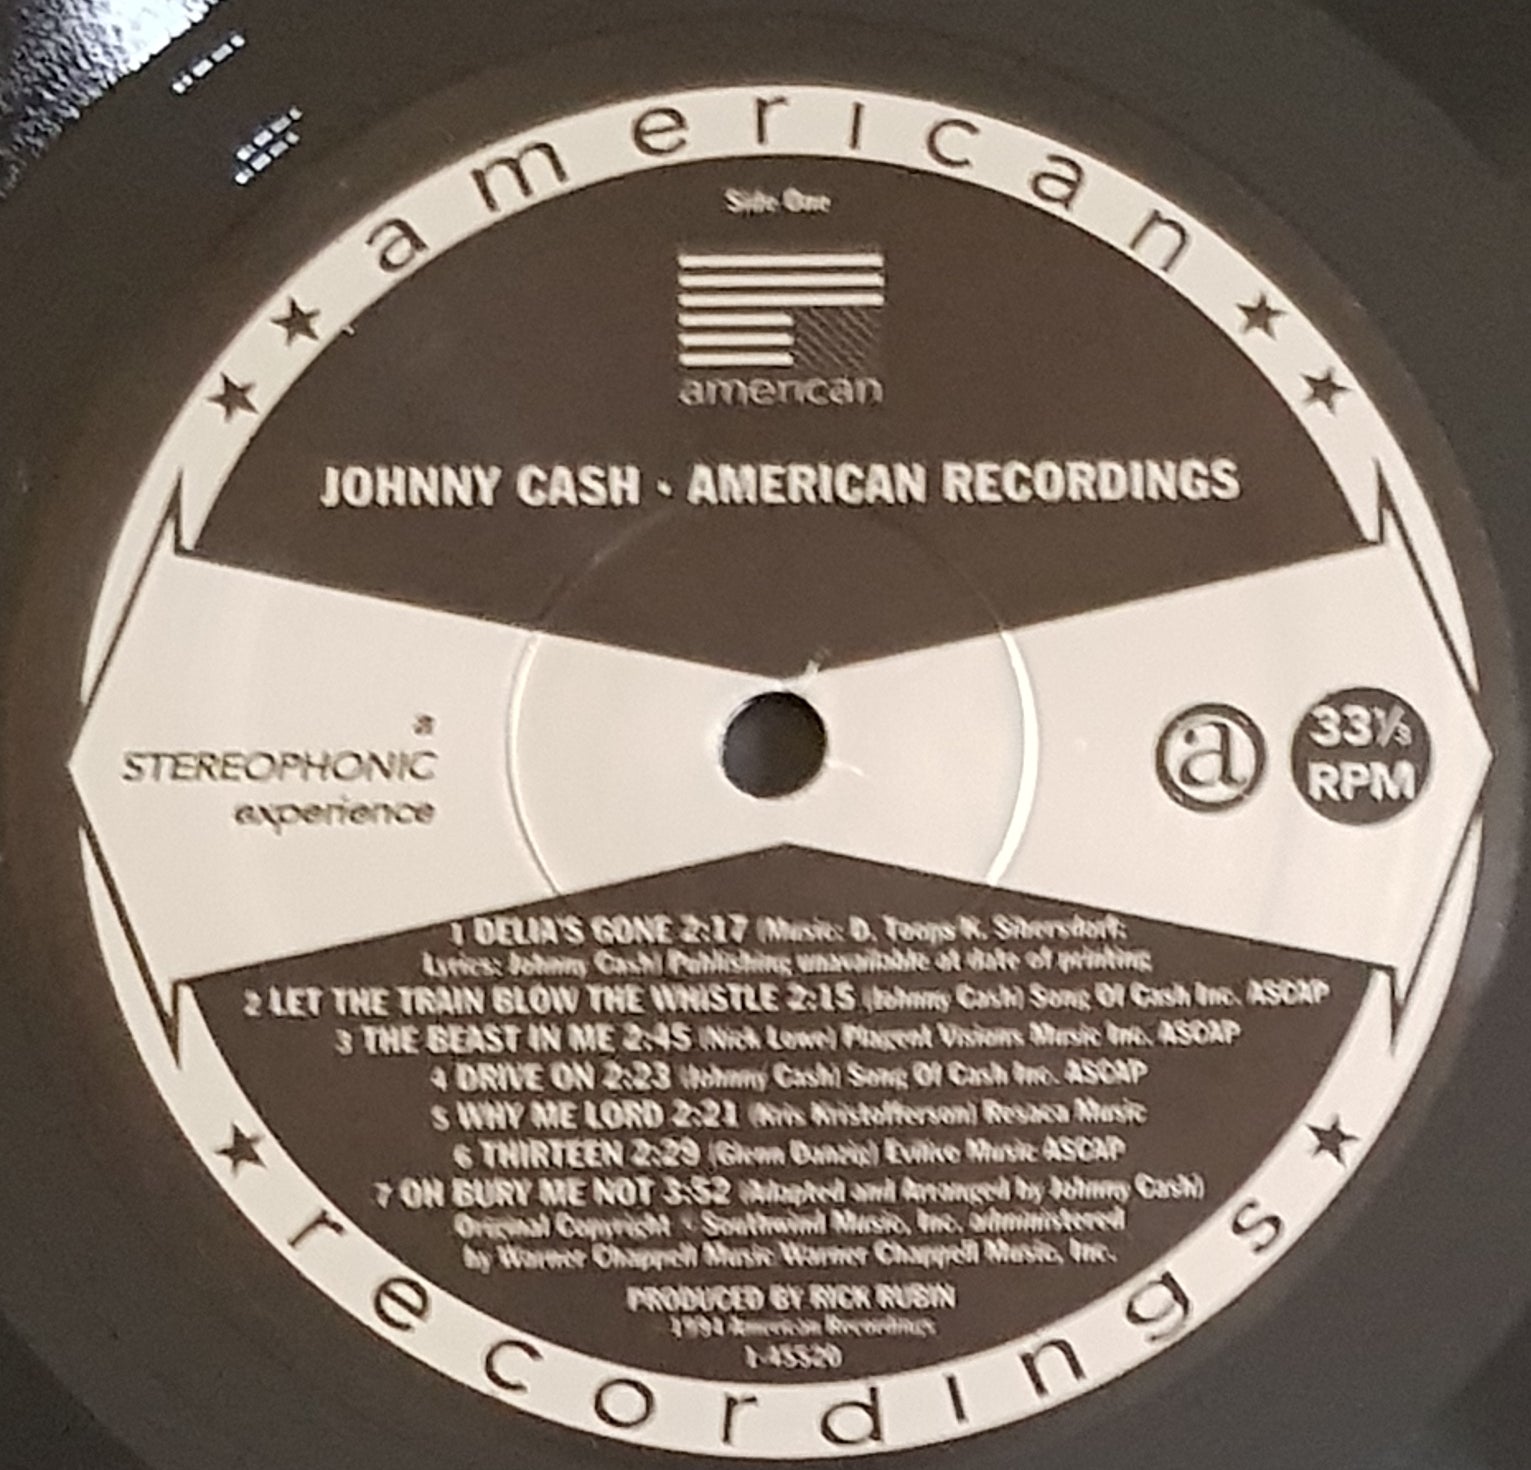 american
Side One
american
JOHNNY CASH · AMERICAN RECORDINGS
a
STEREOPHONIC
experience
a
33⅓
RPM
1 DELIA'S GONE 2:17 (Music: D. Toops/K. Silbersdorf;
Lyrics: Johnny Cash) Publishing unavailable at date of printing
2 LET THE TRAIN BLOW THE WHISTLE 2:15 (Johnny Cash) Song Of Cash Inc. ASCAP
3 THE BEAST IN ME 2:45 (Nick Lowe) Plangent Visions Music Inc. ASCAP
4 DRIVE ON 2:23 (Johnny Cash) Song Of Cash Inc. ASCAP
5 WHY ME LORD 2:21 (Kris Kristofferson) Resaca Music
6 THIRTEEN 2:29 (Glenn Danzig) Evilive Music ASCAP
7 OH BURY ME NOT 3:52 (Adapted and Arranged by Johnny Cash)
Original Copyright Southwind Music, Inc. administered
by Warner Chappell Music/Warner Chappell Music, Inc.
PRODUCED BY RICK RUBIN
1994 American Recordings
1-45520
recordings